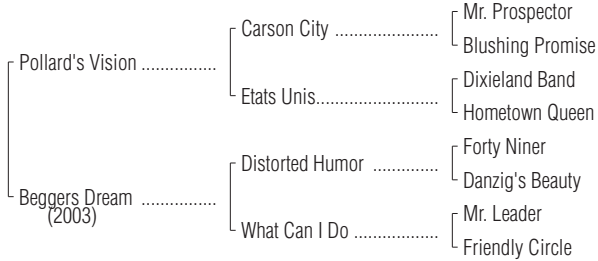 Mr. Prospector
Carson City ....................
Blushing Promise
Pollard's Vision ...............
Dixieland Band
Etats Unis.......................
Hometown Queen
Forty Niner
Distorted Humor .............
Danzig's Beauty
Beggers Dream ...............
(2003)
Mr. Leader
What Can I Do .................
Friendly Circle